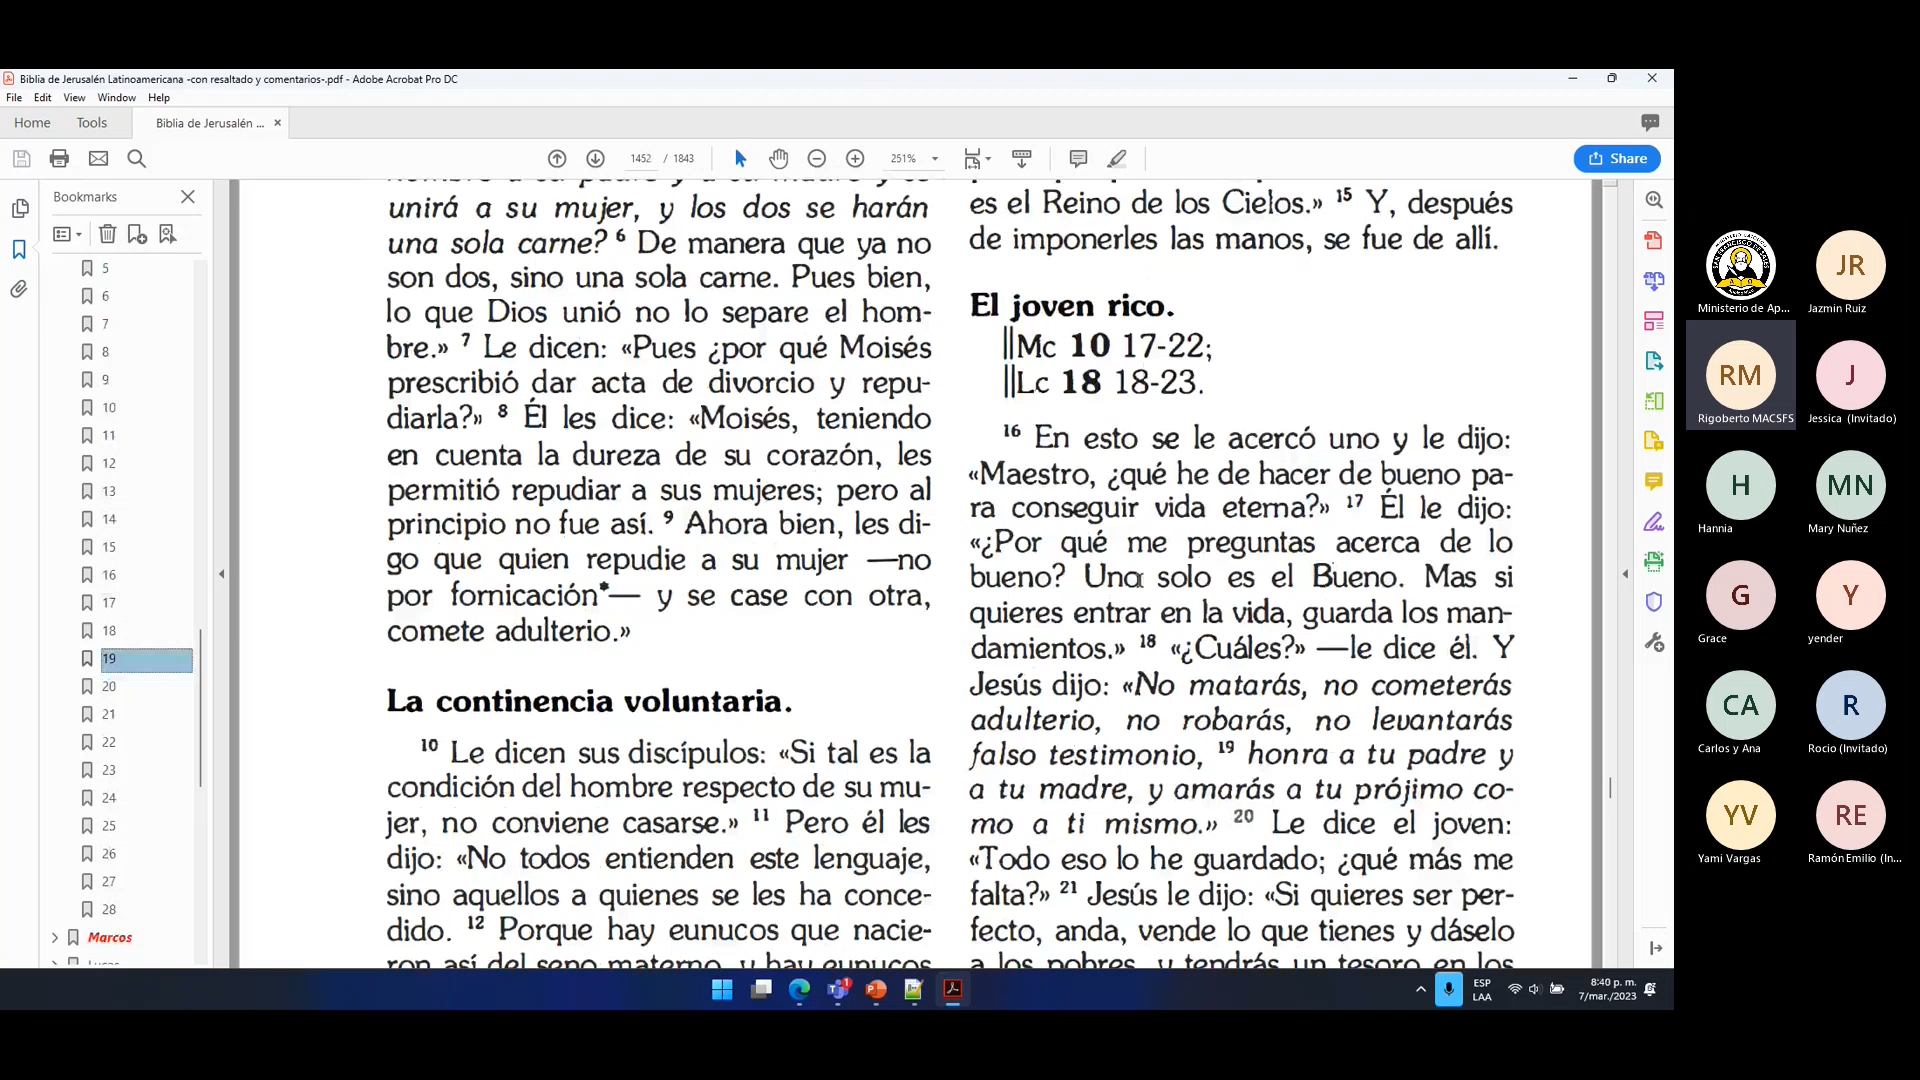 Biblia de Jerusalén Latinoamericana -con resaltado y comentarios-.pdf - Adobe Acrobat Pro DC
File Edit View Window Help
Home Tools Biblia de Jerusalén ... ×
1452 / 1843 251% Share
Bookmarks
5
6
7
8
9
10
11
12
13
14
15
16
17
18
19
20
21
22
23
24
25
26
27
28
Marcos
Lucas
unirá a su mujer, y los dos se harán
una sola carne? 6 De manera que ya no
son dos, sino una sola carne. Pues bien,
lo que Dios unió no lo separe el hom-
bre.» 7 Le dicen: «Pues ¿por qué Moisés
prescribió dar acta de divorcio y repu-
diarla?» 8 Él les dice: «Moisés, teniendo
en cuenta la dureza de su corazón, les
permitió repudiar a sus mujeres; pero al
principio no fue así. 9 Ahora bien, les di-
go que quien repudie a su mujer —no
por fornicación*— y se case con otra,
comete adulterio.»
La continencia voluntaria.
10 Le dicen sus discípulos: «Si tal es la
condición del hombre respecto de su mu-
jer, no conviene casarse.» 11 Pero él les
dijo: «No todos entienden este lenguaje,
sino aquellos a quienes se les ha conce-
dido. 12 Porque hay eunucos que nacie-
ron así del seno materno, y hay eunucos
es el Reino de los Cielos.» 15 Y, después
de imponerles las manos, se fue de allí.
El joven rico.
||Mc 10 17-22;
||Lc 18 18-23.
16 En esto se le acercó uno y le dijo:
«Maestro, ¿qué he de hacer de bueno pa-
ra conseguir vida eterna?» 17 Él le dijo:
«¿Por qué me preguntas acerca de lo
bueno? Uno solo es el Bueno. Mas si
quieres entrar en la vida, guarda los man-
damientos.» 18 «¿Cuáles?» —le dice él. Y
Jesús dijo: «No matarás, no cometerás
adulterio, no robarás, no levantarás
falso testimonio, 19 honra a tu padre y
a tu madre, y amarás a tu prójimo co-
mo a ti mismo.» 20 Le dice el joven:
«Todo eso lo he guardado; ¿qué más me
falta?» 21 Jesús le dijo: «Si quieres ser per-
fecto, anda, vende lo que tienes y dáselo
a los pobres, y tendrás un tesoro en los
Ministerio de Ap...
JR
Jazmin Ruiz
RM
Rigoberto MACSFS
J
Jessica (Invitado)
H
Hannia
MN
Mary Nuñez
G
Grace
Y
yender
CA
Carlos y Ana
R
Rocio (Invitado)
YV
Yami Vargas
RE
Ramón Emilio (In...
1
ESP
LAA
8:40 p. m.
7/mar./2023